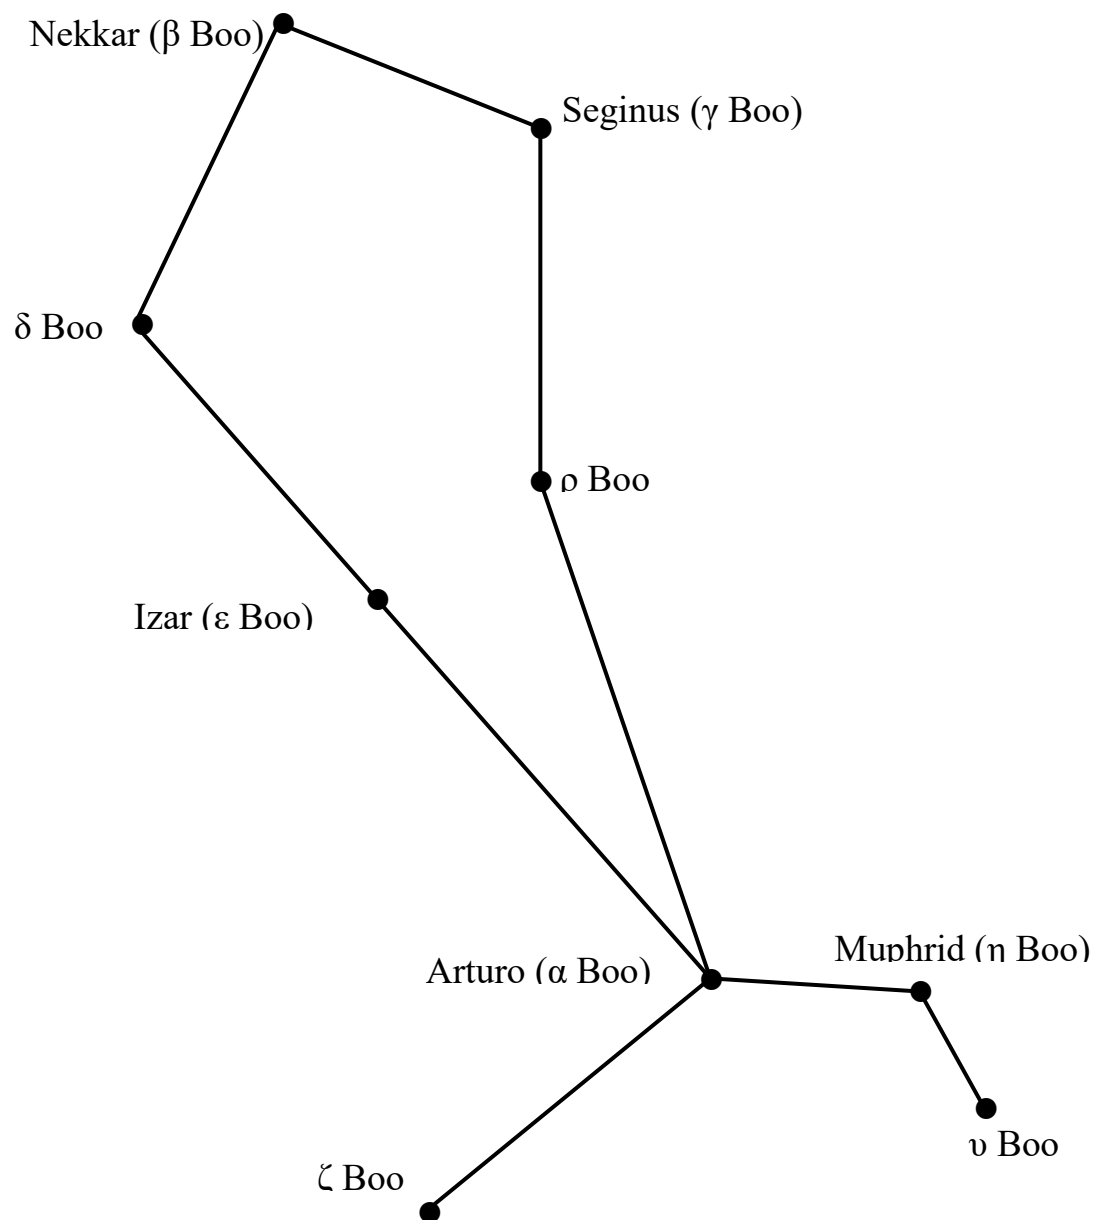 Nekkar (β Boo)
Seginus (γ Boo)
δ Boo
ρ Boo
Izar (ε Boo)
Muphrid (η Boo)
Arturo (α Boo)
υ Boo
ζ Boo